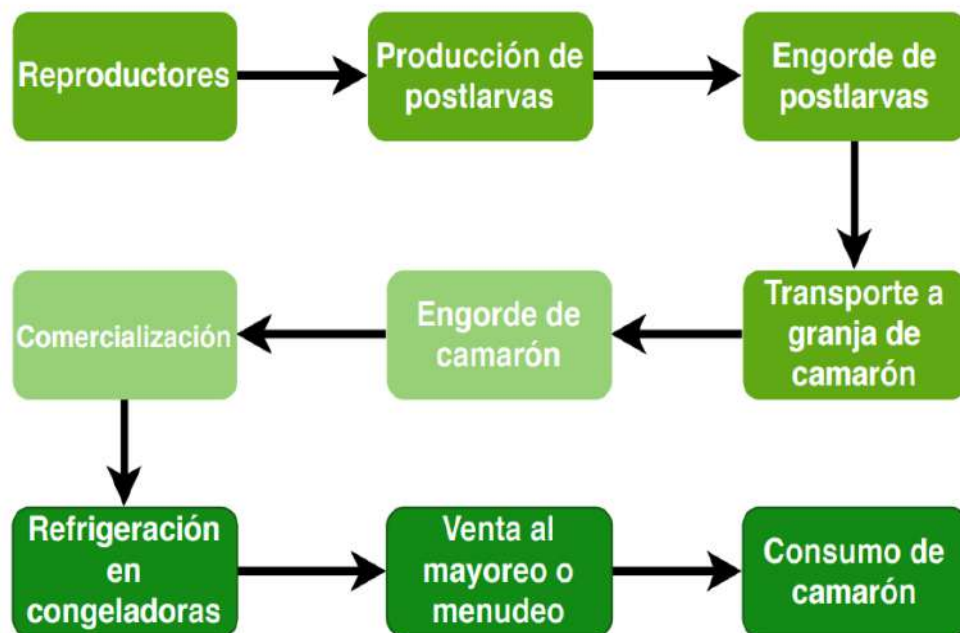 Reproductores
Producción de
postlarvas
Engorde de
postlarvas
Transporte a
granja de
camarón
Engorde de
camarón
Comercialización
Refrigeración
en
congeladoras
Venta al
mayoreo o
menudeo
Consumo de
camarón